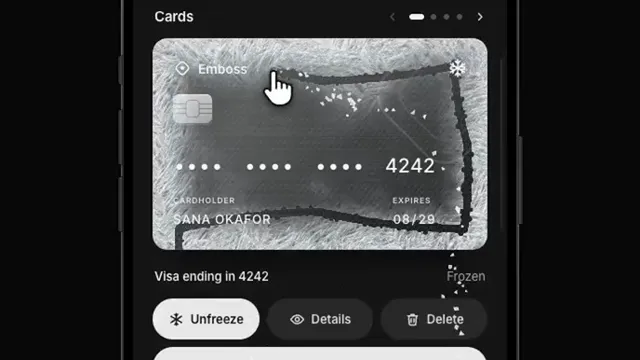 Cards
Emboss
•••• •••• •••• 4242
CARDHOLDER EXPIRES
SANA OKAFOR 08/29
Visa ending in 4242 Frozen
Unfreeze Details Delete